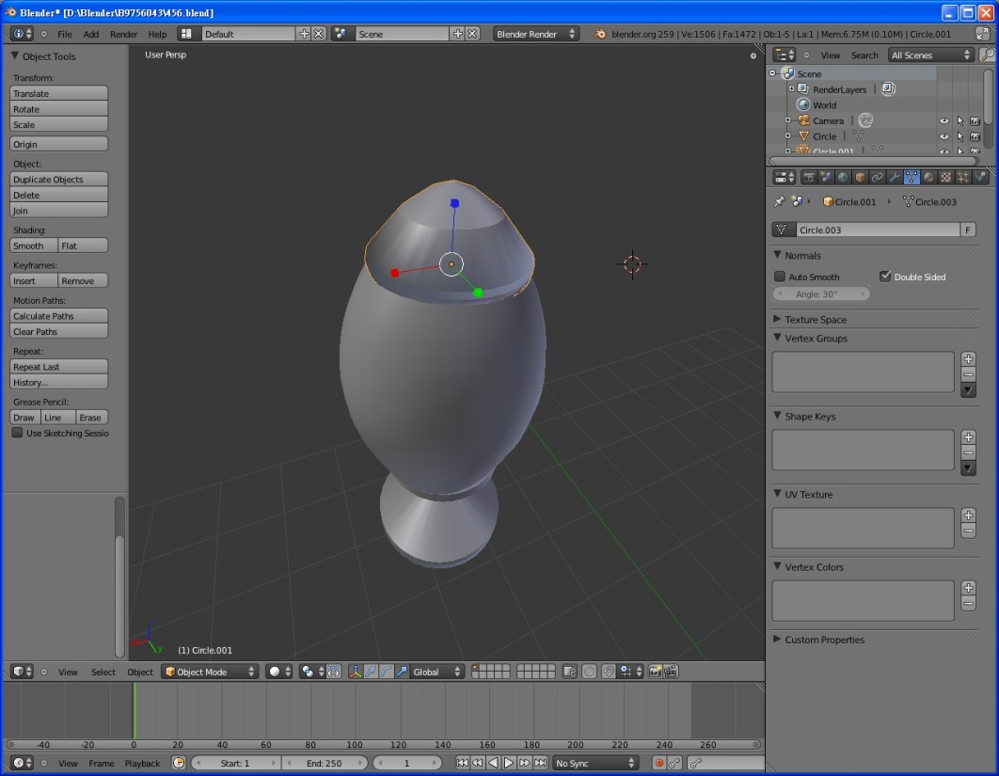 Blender* [D:\Blender\B9756043\456.blend]
File Add Render Help Default Scene Blender Render blender.org 259 | Ve:1506 | Fa:1472 | Ob:1-5 | La:1 | Mem:6.75M (0.10M) | Circle.001
Object Tools
Transform:
Translate
Rotate
Scale
Origin
Object:
Duplicate Objects
Delete
Join
Shading:
Smooth Flat
Keyframes:
Insert Remove
Motion Paths:
Calculate Paths
Clear Paths
Repeat:
Repeat Last
History...
Grease Pencil:
Draw Line Erase
Use Sketching Sessio
User Persp
y
(1) Circle.001
View Select Object Object Mode Global
-40 -20 0 20 40 60 80 100 120 140 160 180 200 220 240 260
View Frame Playback Start: 1 End: 250 1 No Sync
View Search All Scenes
Scene
RenderLayers |
World
Camera |
Circle |
Circle.001 |
Circle.001 Circle.003
Circle.003 F
Normals
Auto Smooth Double Sided
Angle: 30°
Texture Space
Vertex Groups
Shape Keys
UV Texture
Vertex Colors
Custom Properties